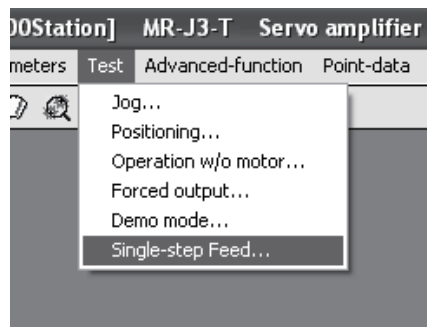 00Station] MR-J3-T Servo amplifier
meters Test Advanced-function Point-data
Jog...
Positioning...
Operation w/o motor...
Forced output...
Demo mode...
Single-step Feed...